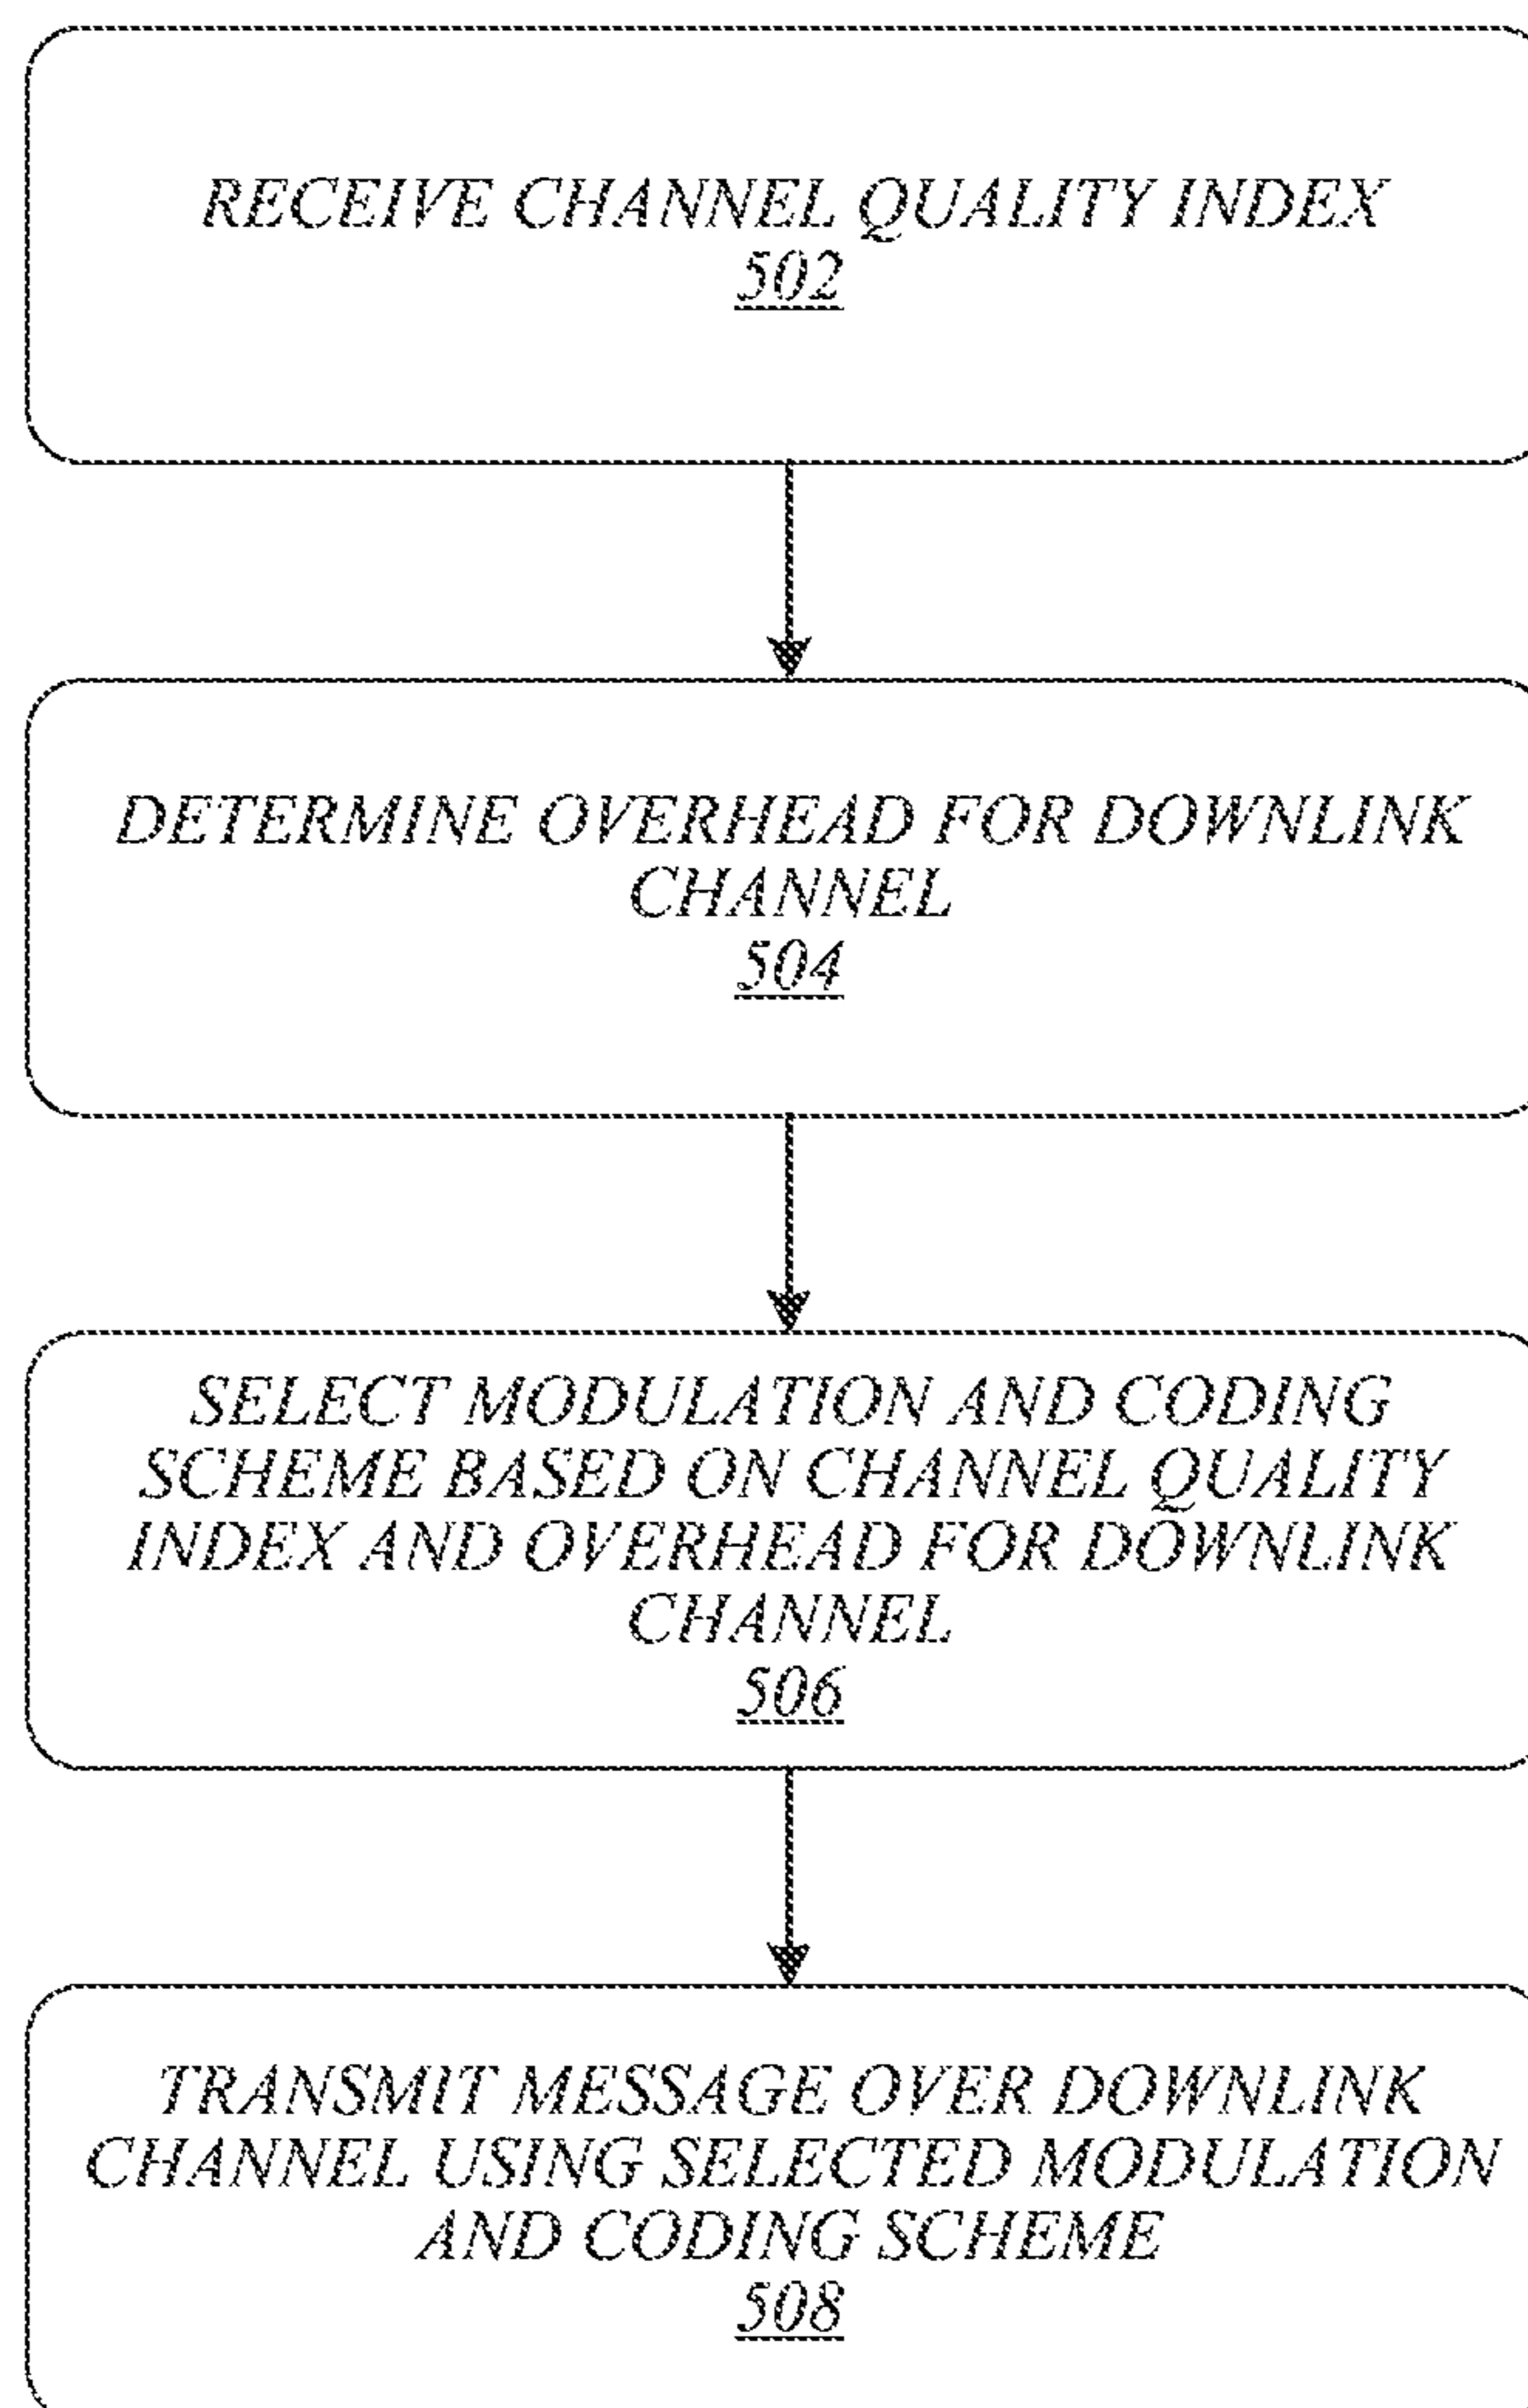 RECEIVE CHANNEL QUALITY INDEX
502
DETERMINE OVERHEAD FOR DOWNLINK
CHANNEL
504
SELECT MODULATION AND CODING
SCHEME BASED ON CHANNEL QUALITY
INDEX AND OVERHEAD FOR DOWNLINK
CHANNEL
506
TRANSMIT MESSAGE OVER DOWNLINK
CHANNEL USING SELECTED MODULATION
AND CODING SCHEME
508